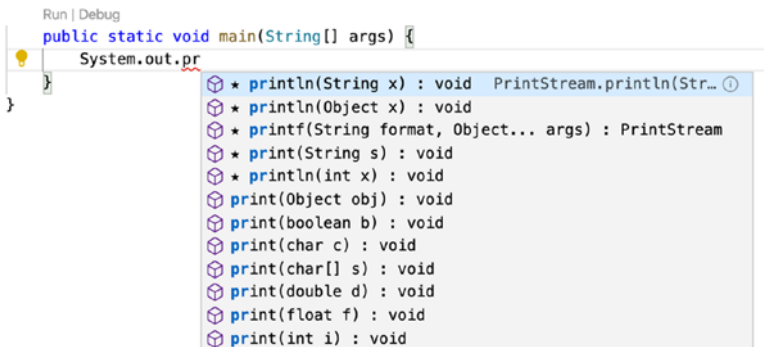 Run | Debug
public static void main(String[] args) {
System.out.pr
}
}
★ println(String x) : void PrintStream.println(Str…
★ println(Object x) : void
★ printf(String format, Object... args) : PrintStream
★ print(String s) : void
★ println(int x) : void
print(Object obj) : void
print(boolean b) : void
print(char c) : void
print(char[] s) : void
print(double d) : void
print(float f) : void
print(int i) : void